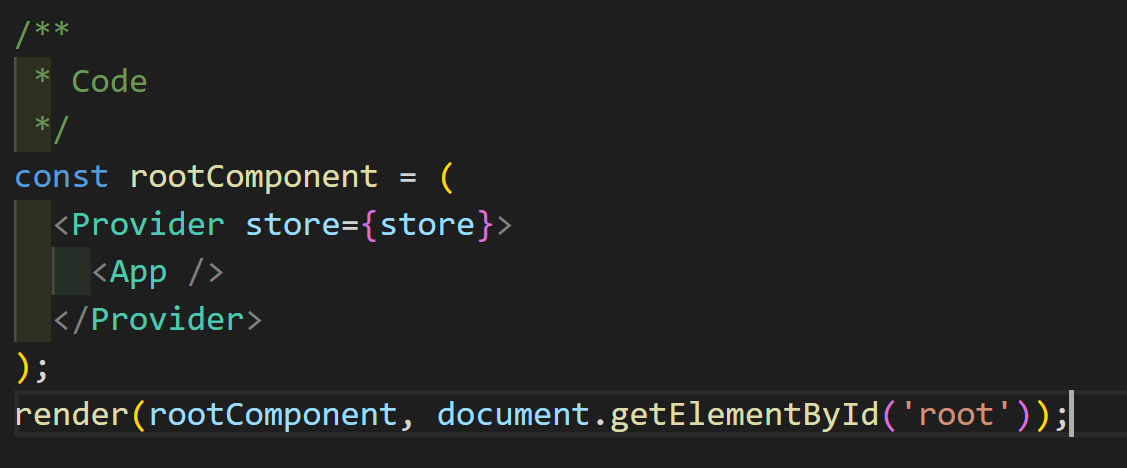 /**
 * Code
 */
const rootComponent = (
  <Provider store={store}>
    <App />
  </Provider>
);
render(rootComponent, document.getElementById('root'));